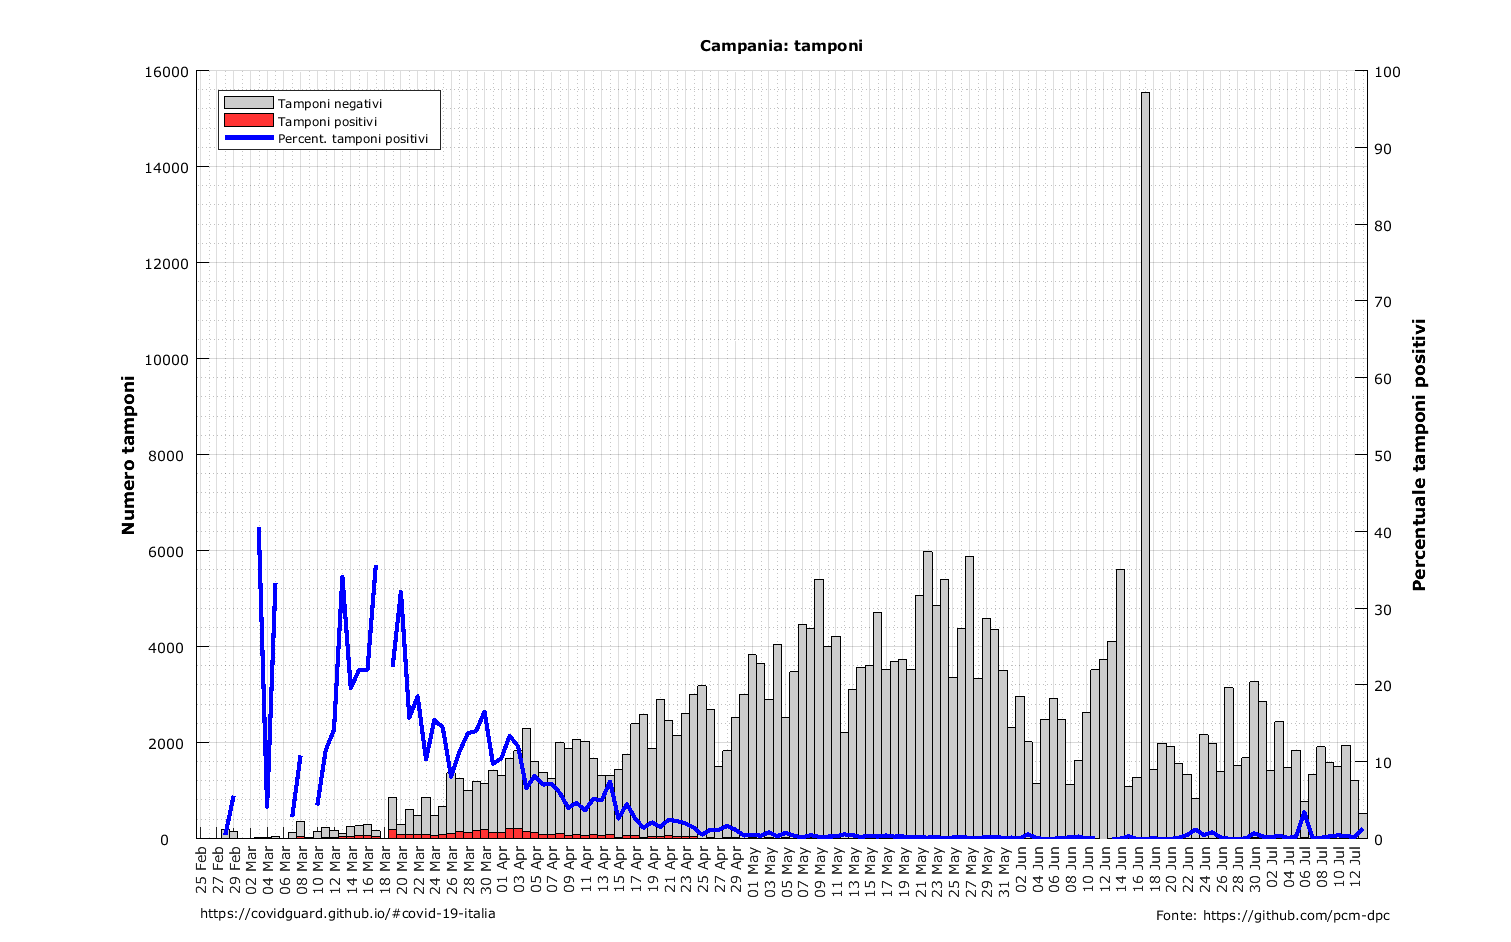 Campania: tamponi
16000
14000
12000
10000
8000
6000
4000
2000
0
Numero tamponi
Tamponi negativi
Tamponi positivi
Percent. tamponi positivi
100
90
80
70
60
50
40
30
20
10
0
Percentuale tamponi positivi
25 Feb
27 Feb
29 Feb
02 Mar
04 Mar
06 Mar
08 Mar
10 Mar
12 Mar
14 Mar
16 Mar
18 Mar
20 Mar
22 Mar
24 Mar
26 Mar
28 Mar
30 Mar
01 Apr
03 Apr
05 Apr
07 Apr
09 Apr
11 Apr
13 Apr
15 Apr
17 Apr
19 Apr
21 Apr
23 Apr
25 Apr
27 Apr
29 Apr
01 May
03 May
05 May
07 May
09 May
11 May
13 May
15 May
17 May
19 May
21 May
23 May
25 May
27 May
29 May
31 May
02 Jun
04 Jun
06 Jun
08 Jun
10 Jun
12 Jun
14 Jun
16 Jun
18 Jun
20 Jun
22 Jun
24 Jun
26 Jun
28 Jun
30 Jun
02 Jul
04 Jul
06 Jul
08 Jul
10 Jul
12 Jul
https://covidguard.github.io/#covid-19-italia
Fonte: https://github.com/pcm-dpc